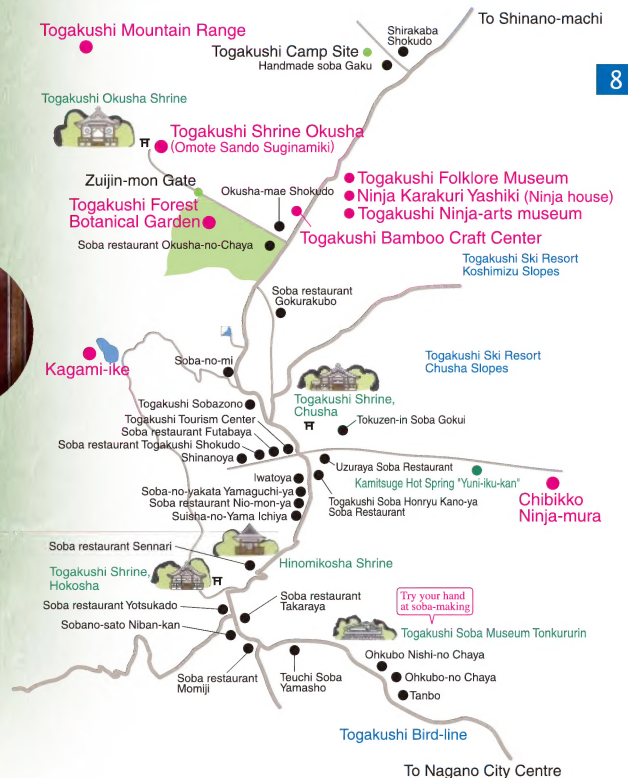 To Shinano-machi
Togakushi Mountain Range
Shirakaba
Shokudo
Togakushi Camp Site
Handmade soba Gaku
8
Togakushi Okusha Shrine
Togakushi Shrine Okusha
(Omote Sando Suginamiki)
Zuijin-mon Gate
Okusha-mae Shokudo
Togakushi Folklore Museum
Ninja Karakuri Yashiki (Ninja house)
Togakushi Ninja-arts museum
Togakushi Forest
Botanical Garden
Togakushi Bamboo Craft Center
Soba restaurant Okusha-no-Chaya
Togakushi Ski Resort
Koshimizu Slopes
Soba restaurant
Gokurakubo
Soba-no-mi
Kagami-ike
Togakushi Ski Resort
Chusha Slopes
Togakushi Shrine,
Chusha
Togakushi Sobazono
Tokuzen-in Soba Gokui
Togakushi Tourism Center
Soba restaurant Futabaya
Soba restaurant Togakushi Shokudo
Shinanoya
Uzuraya Soba Restaurant
Kamitsuge Hot Spring "Yuni-iku-kan"
Iwatoya
Soba-no-yakata Yamaguchi-ya
Soba restaurant Nio-mon-ya
Suisha-no-Yama Ichiya
Togakushi Soba Honryu Kano-ya
Soba Restaurant
Chibikko
Ninja-mura
Soba restaurant Sennari
Hinomikosha Shrine
Togakushi Shrine,
Hokosha
Soba restaurant
Takaraya
Try your hand
at soba-making
Soba restaurant Yotsukado
Sobano-sato Niban-kan
Togakushi Soba Museum Tonkururin
Ohkubo Nishi-no Chaya
Ohkubo-no Chaya
Tanbo
Soba restaurant
Momiji
Teuchi Soba
Yamasho
Togakushi Bird-line
To Nagano City Centre